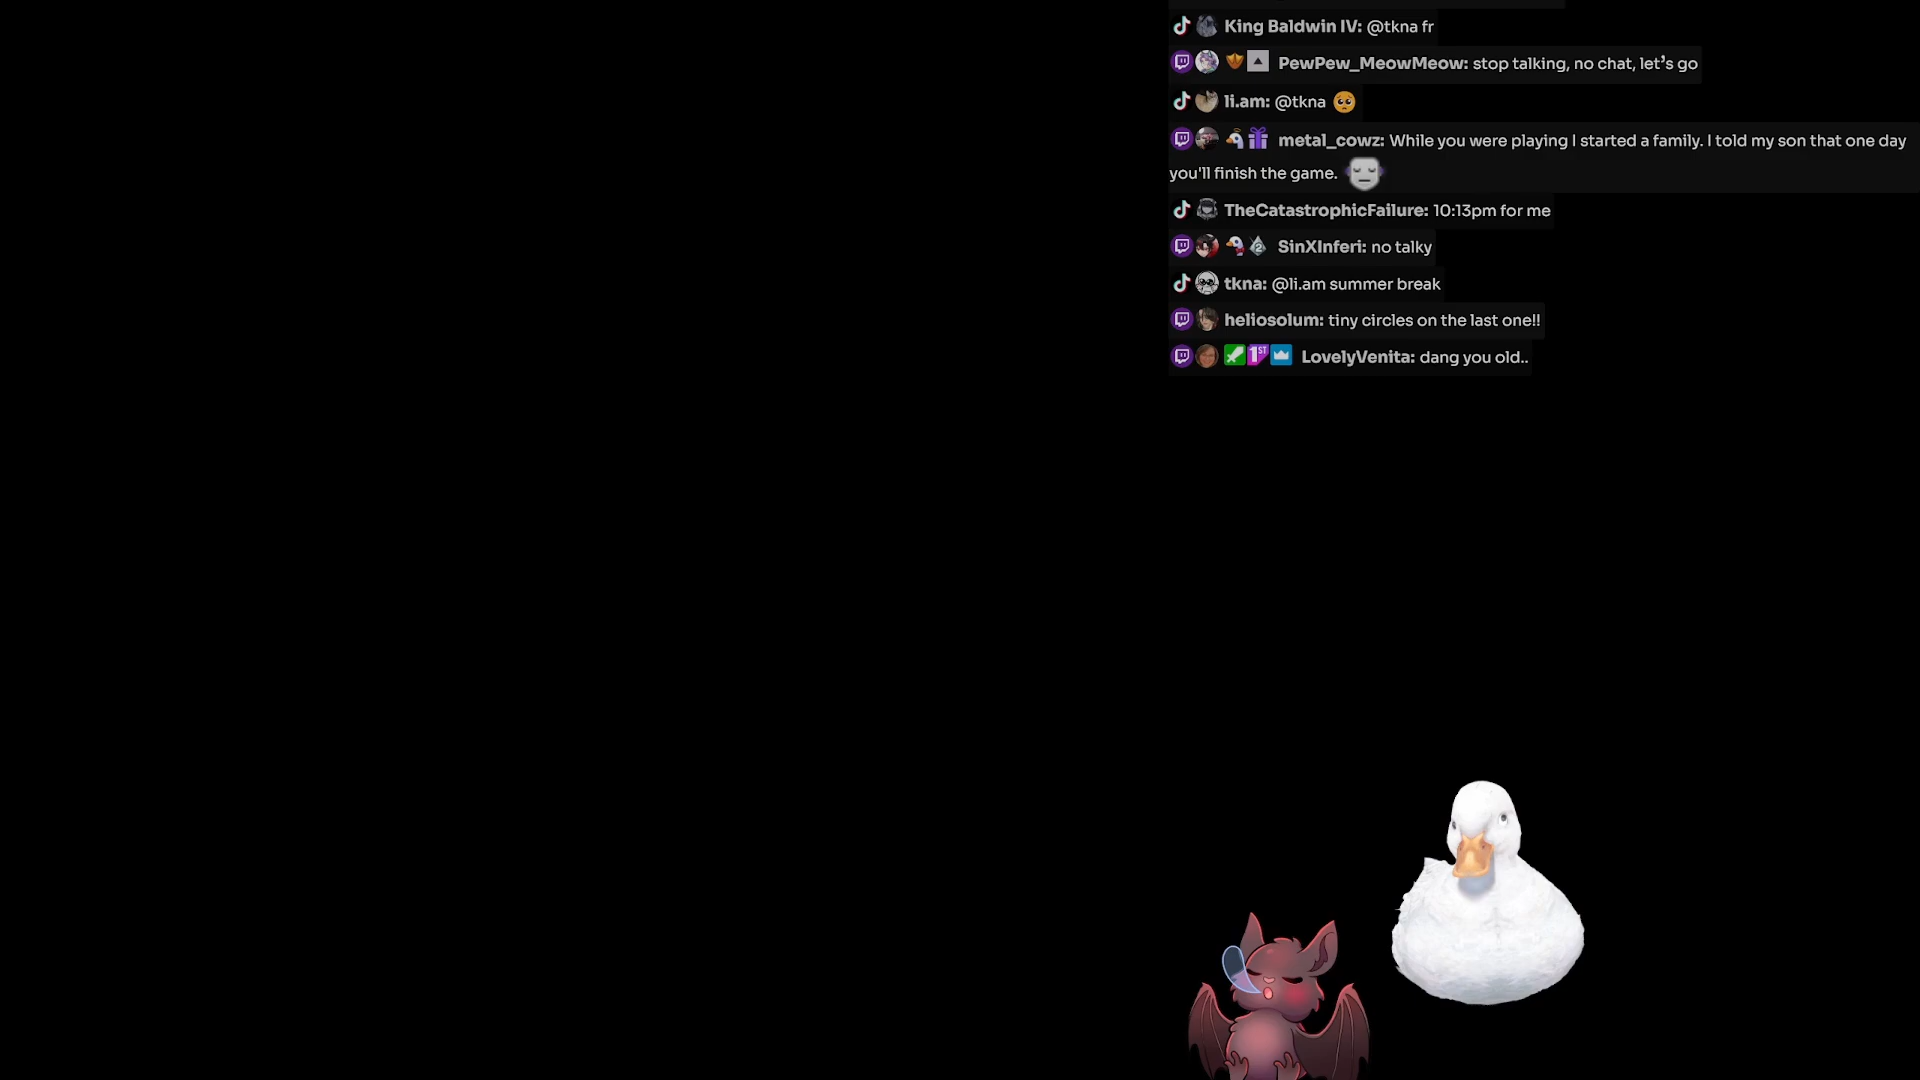 King Baldwin IV: @tkna fr
PewPew_MeowMeow: stop talking, no chat, let's go
li.am: @tkna 🥺
metal_cowz: While you were playing I started a family. I told my son that one day
you'll finish the game.
TheCatastrophicFailure: 10:13pm for me
2 SinXInferi: no talky
tkna: @li.am summer break
heliosolum: tiny circles on the last one!!
1ST LovelyVenita: dang you old..